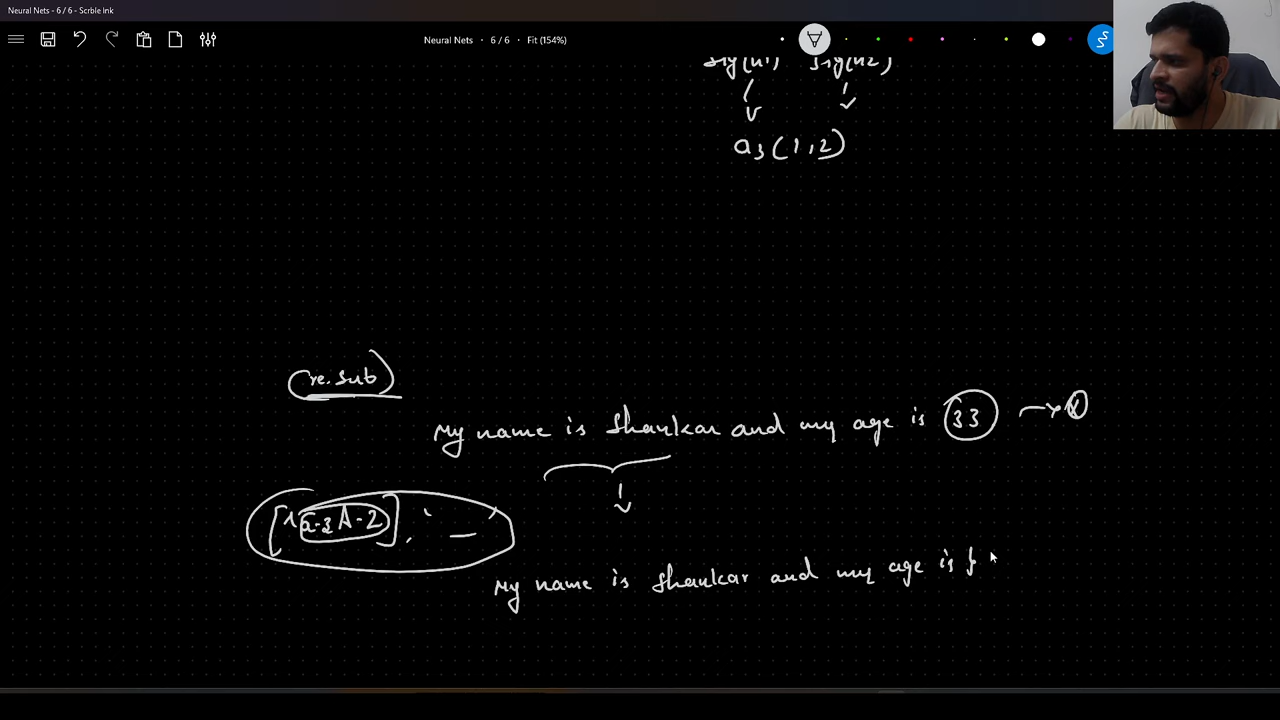 Neural Nets - 6 / 6 - Scrble Ink
Neural Nets • 6 / 6 • Fit (154%)
a3(1,2)
re.sub
My name is Shankar and my age is 33
[^a-zA-Z], ' '
My name is Shankar and my age is